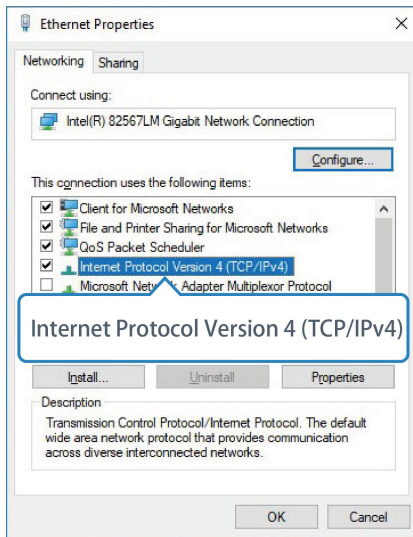 Ethernet Properties
Networking
Sharing
Connect using:
Intel(R) 82567LM Gigabit Network Connection
Configure...
This connection uses the following items:
Client for Microsoft Networks
File and Printer Sharing for Microsoft Networks
QoS Packet Scheduler
Internet Protocol Version 4 (TCP/IPv4)
Microsoft Network Adapter Multiplexor Protocol
Internet Protocol Version 4 (TCP/IPv4)
Install...
Uninstall
Properties
Description
Transmission Control Protocol/Internet Protocol. The default
wide area network protocol that provides communication
across diverse interconnected networks.
OK
Cancel